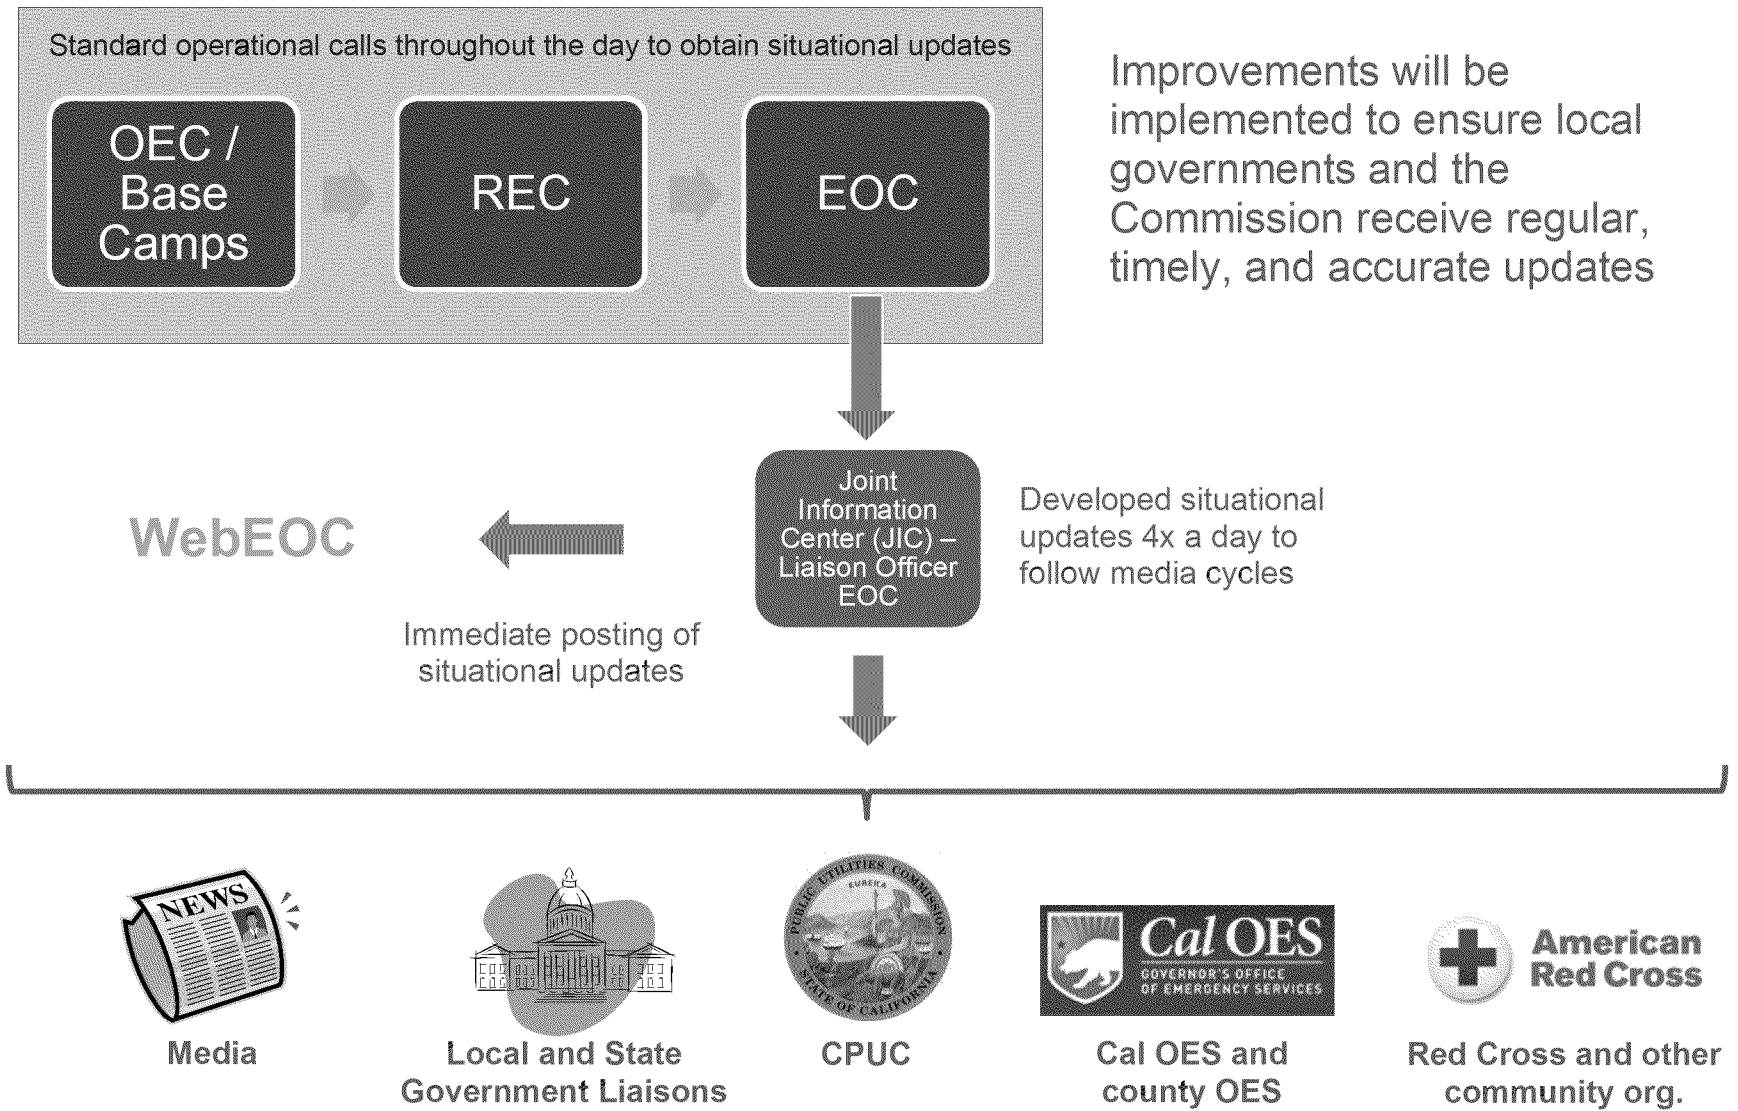 Standard operational calls throughout the day to obtain situational updates
OEC /
Base
Camps
REC
EOC
Improvements will be
implemented to ensure local
governments and the
Commission receive regular,
timely, and accurate updates
Joint
Information
Center (JIC) –
Liaison Officer
EOC
Developed situational
updates 4x a day to
follow media cycles
WebEOC
Immediate posting of
situational updates
NEWS
PUBLIC UTILITIES COMMISSION
EUREKA
STATE OF CALIFORNIA
Cal OES
GOVERNOR'S OFFICE
OF EMERGENCY SERVICES
American
Red Cross
Media
Local and State
Government Liaisons
CPUC
Cal OES and
county OES
Red Cross and other
community org.